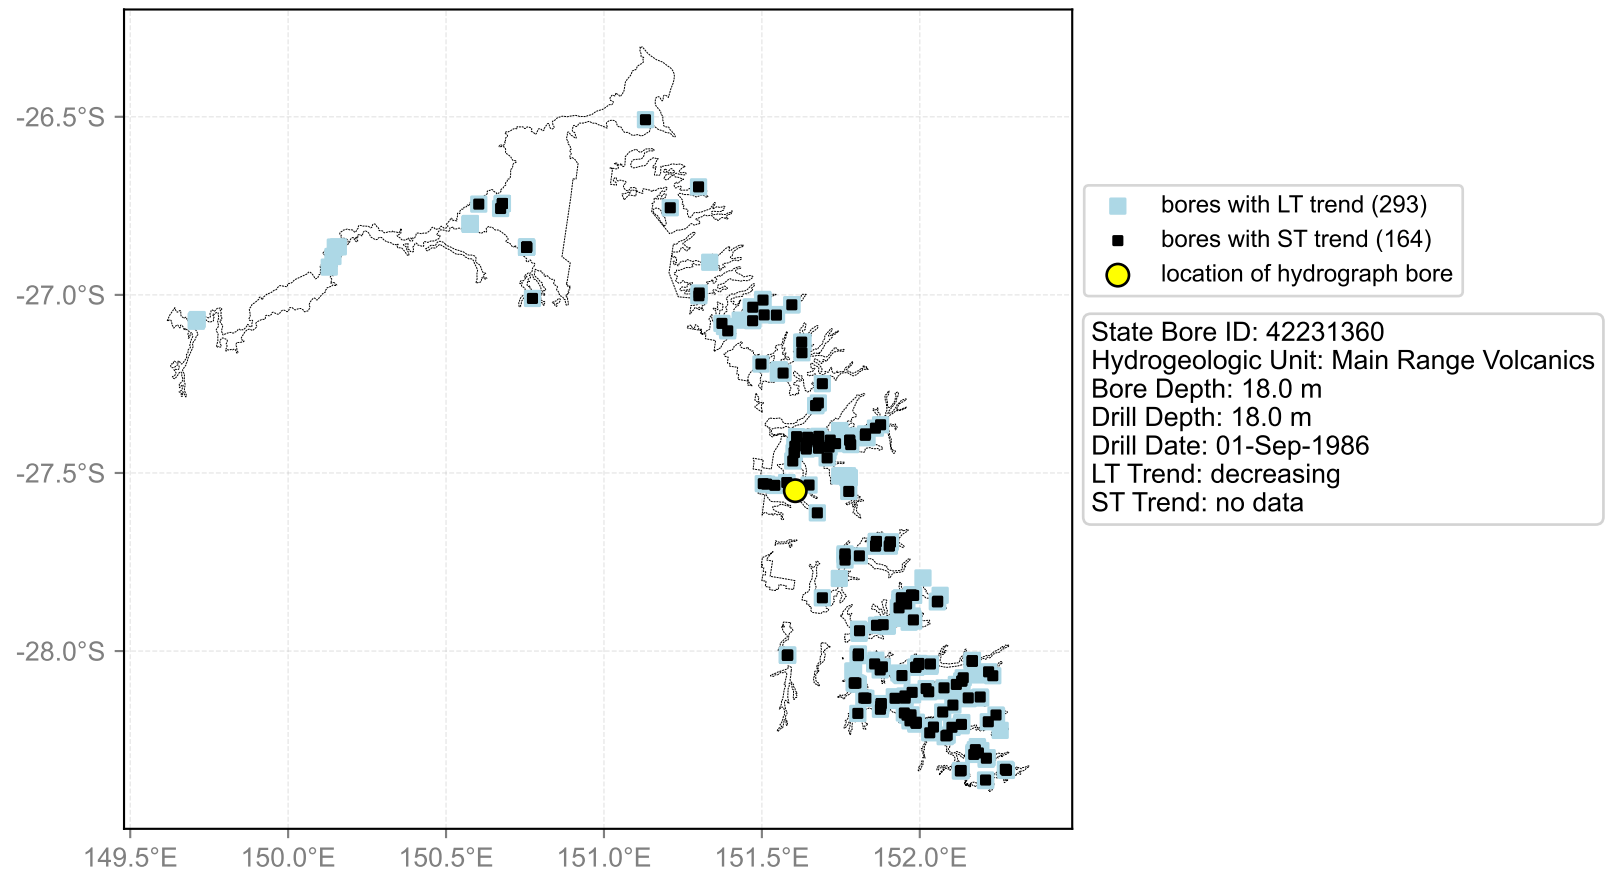 -26.5°S
-27.0°S
-27.5°S
-28.0°S
149.5°E
150.0°E
150.5°E
151.0°E
151.5°E
152.0°E
bores with LT trend (293)
bores with ST trend (164)
location of hydrograph bore
State Bore ID: 42231360
Hydrogeologic Unit: Main Range Volcanics
Bore Depth: 18.0 m
Drill Depth: 18.0 m
Drill Date: 01-Sep-1986
LT Trend: decreasing
ST Trend: no data